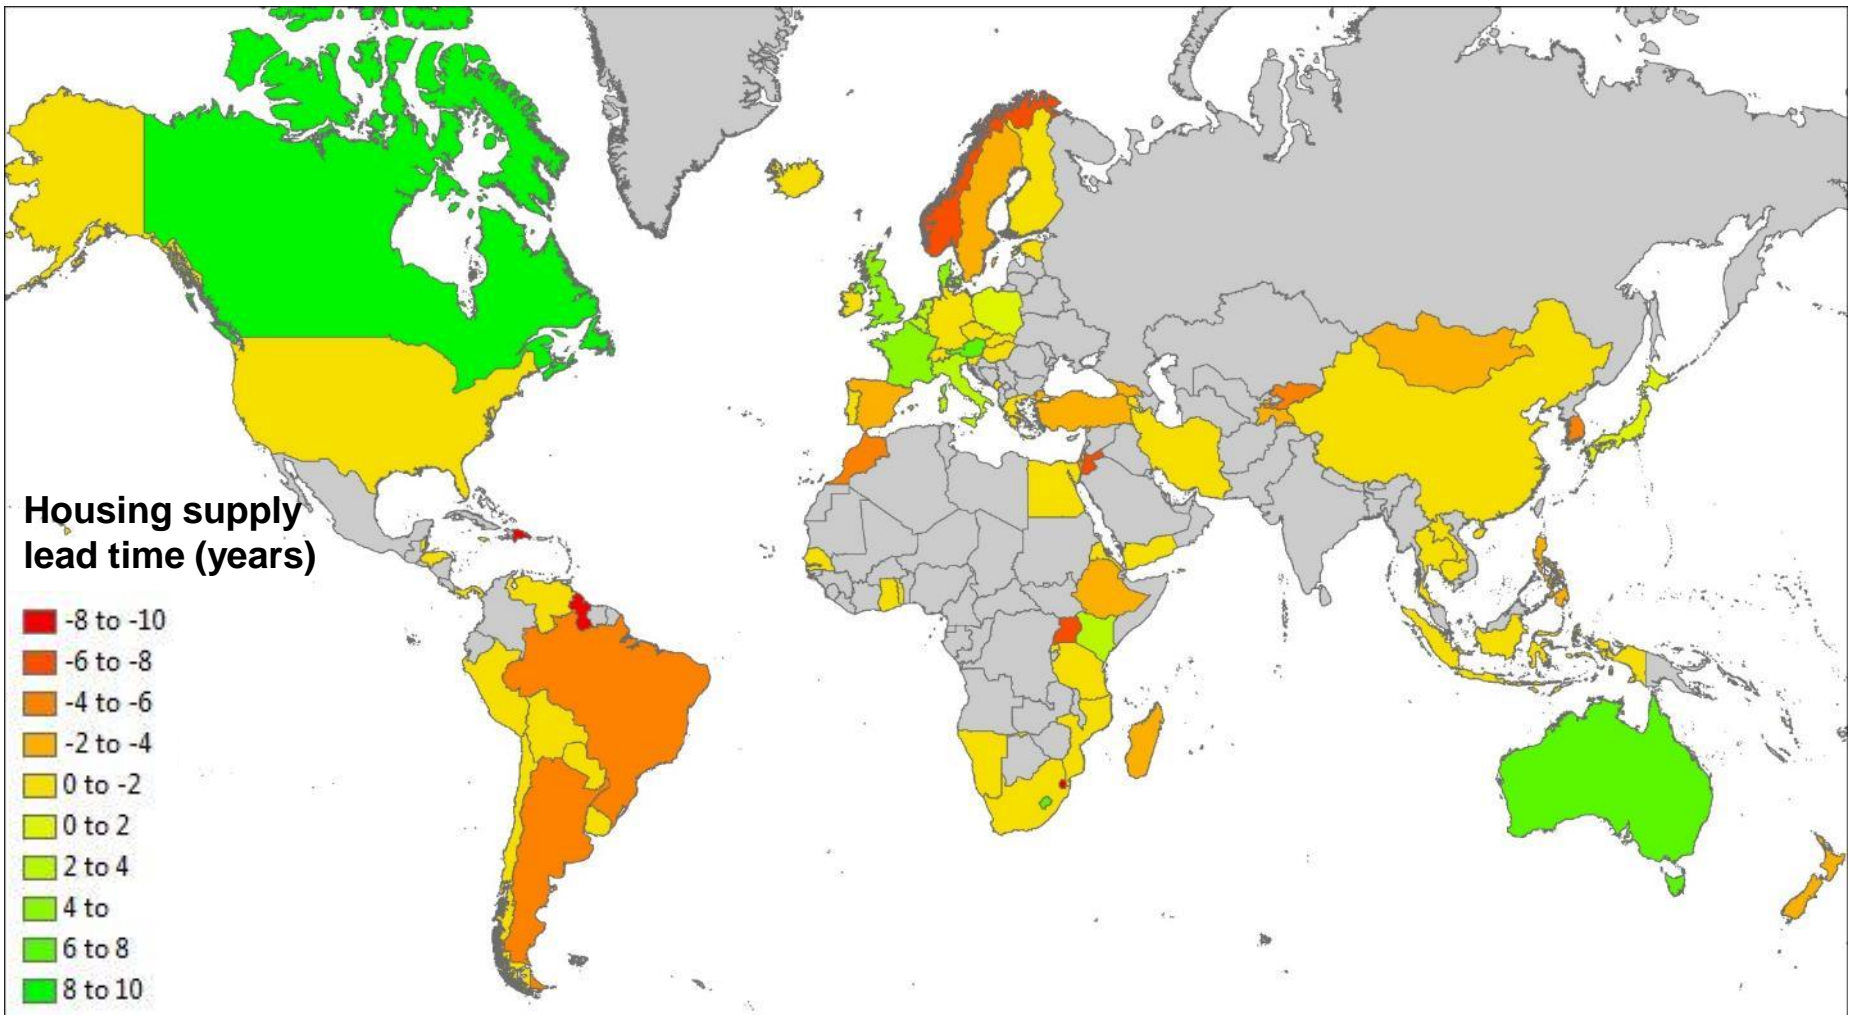 Housing supply
lead time (years)
-8 to -10
-6 to -8
-4 to -6
-2 to -4
0 to -2
0 to 2
2 to 4
4 to
6 to 8
8 to 10